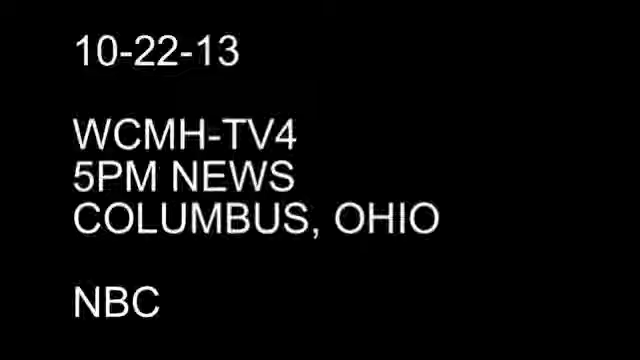 10-22-13
WCMH-TV4
5PM NEWS
COLUMBUS, OHIO
NBC